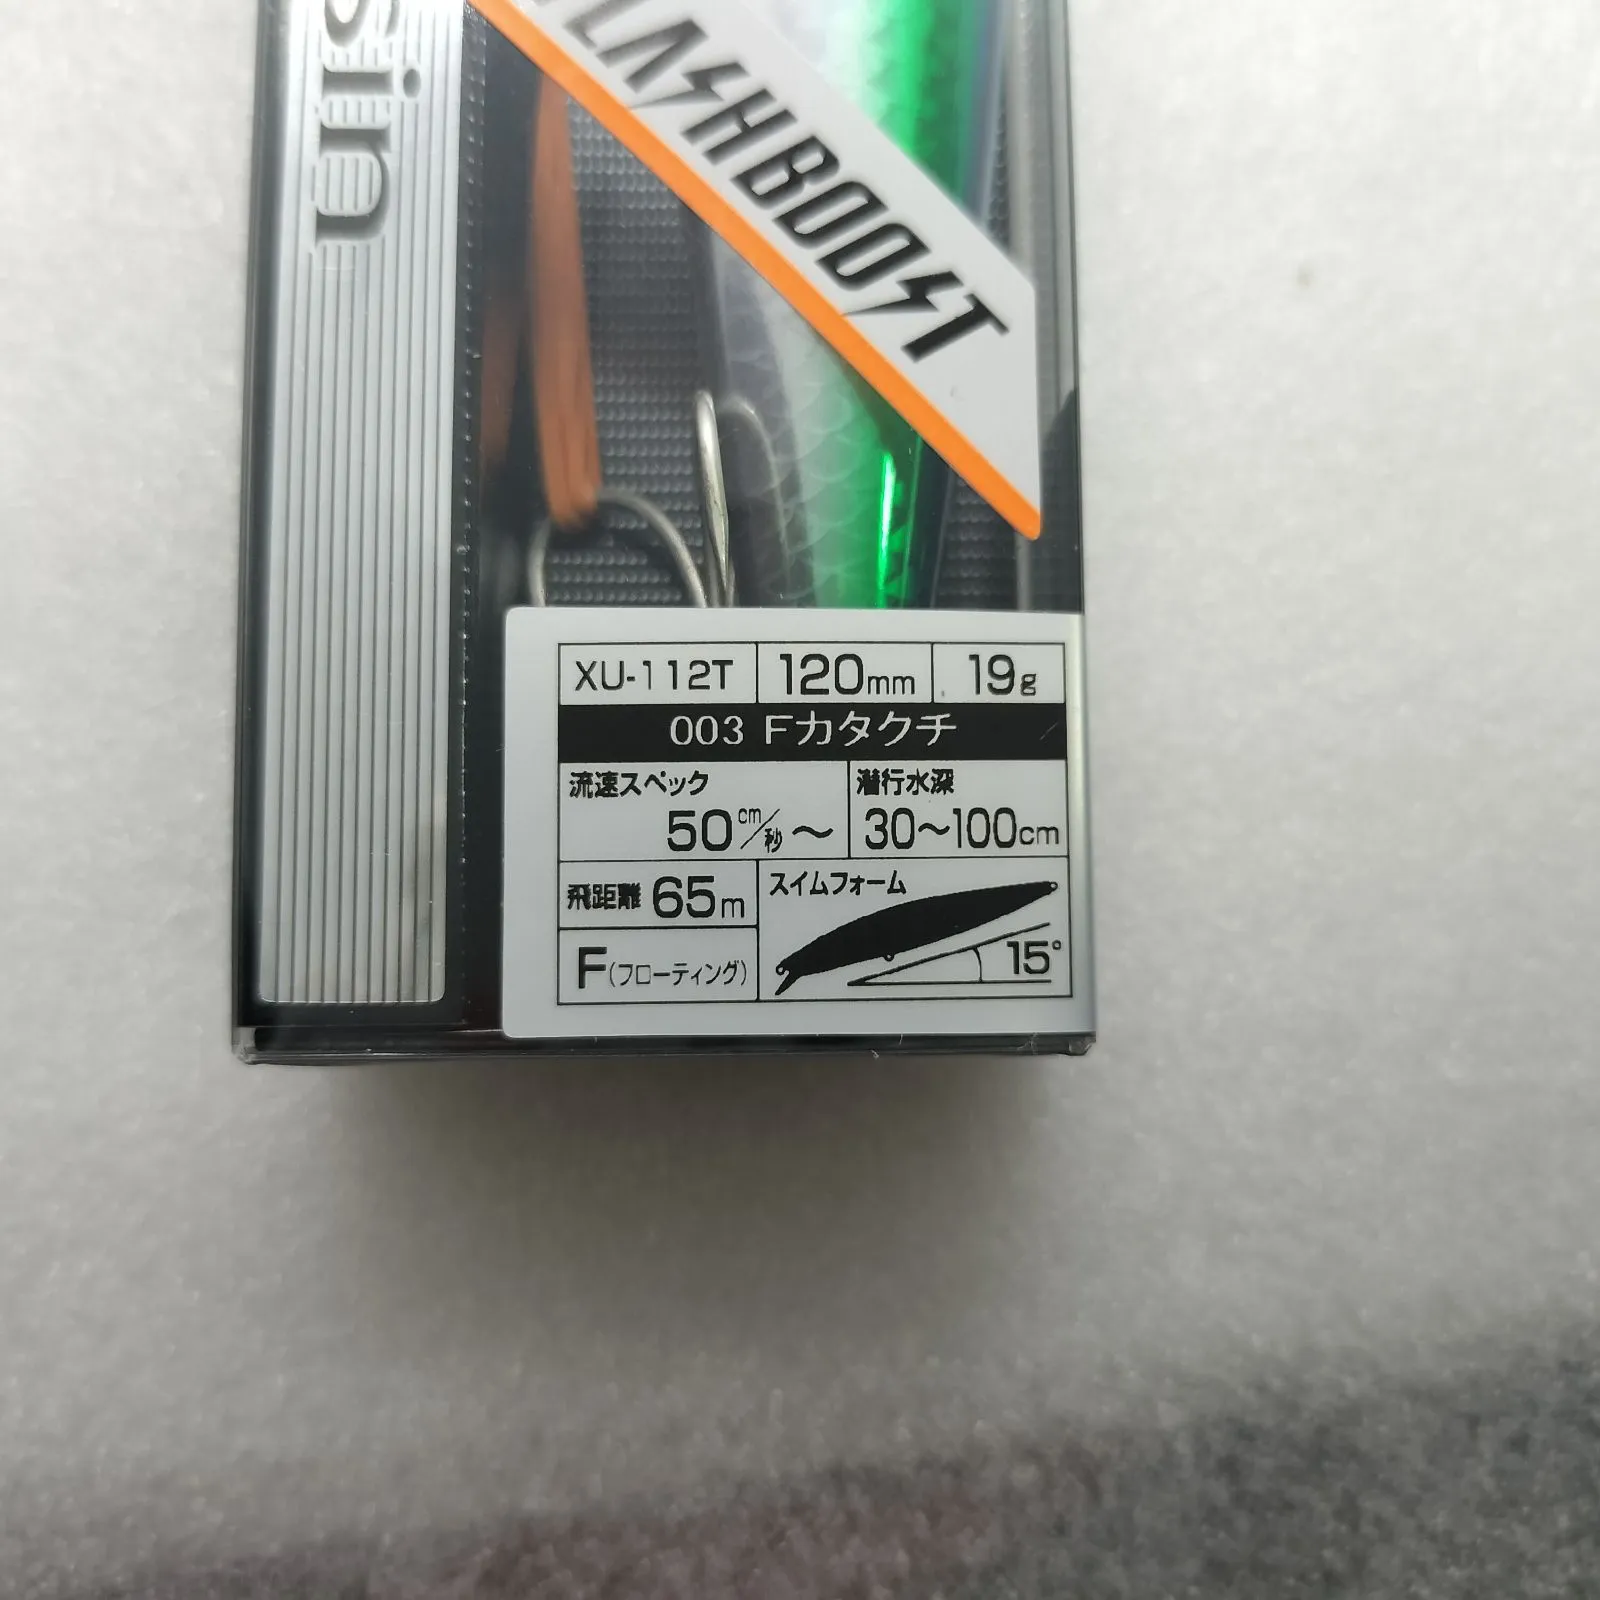 sin
FLASHBOOST
XU-112T 120mm 19g
003 Fカタクチ
流速スペック 潜行水深
50cm/秒～ 30～100cm
飛距離 65m スイムフォーム
F(フローティング) 15°